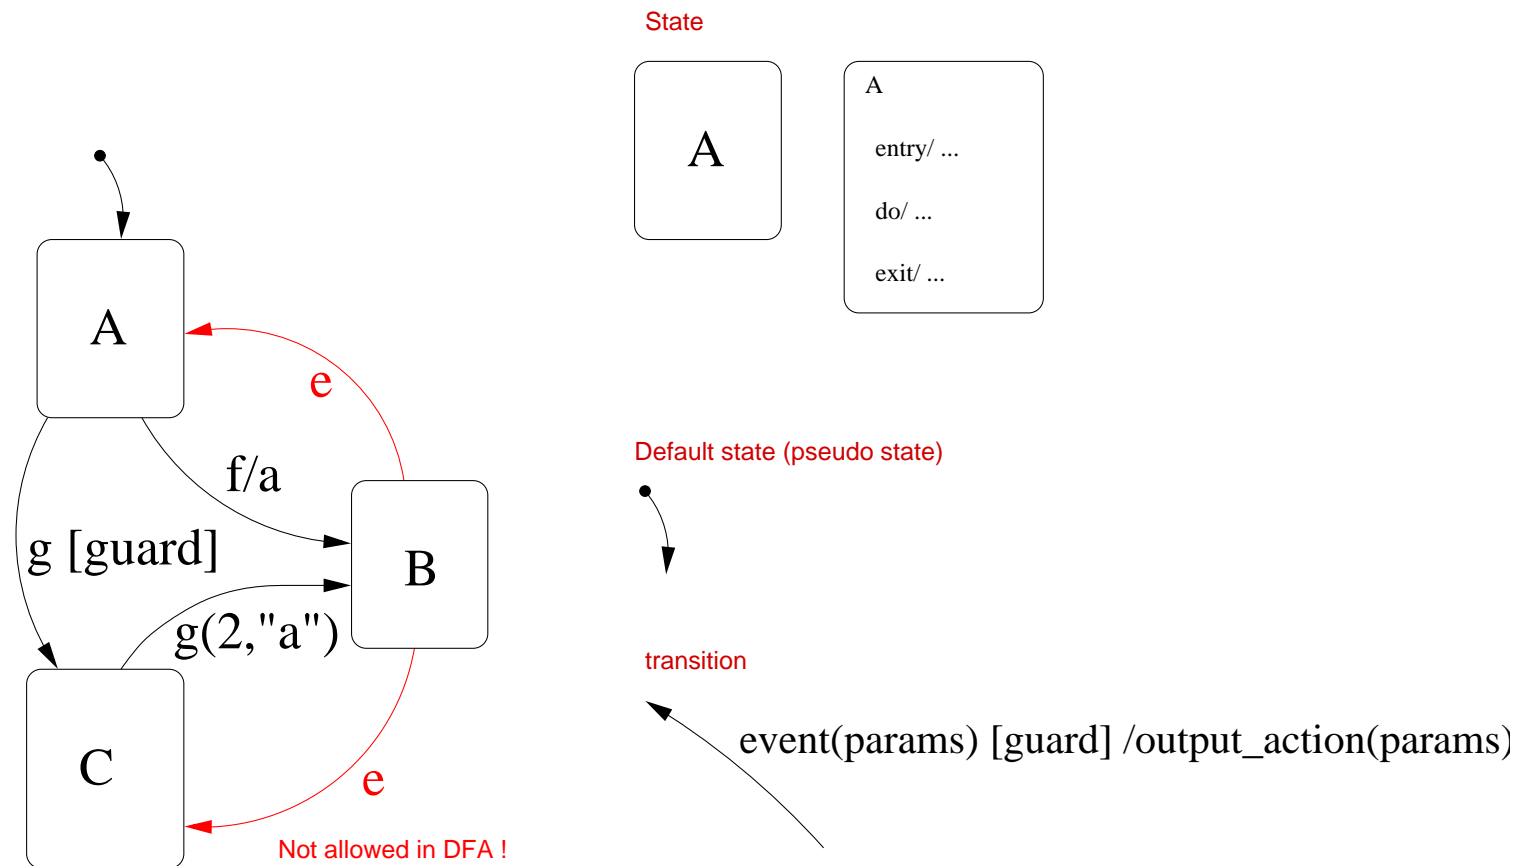 State
A
A
entry/ ...
do/ ...
exit/ ...
A
e
f/a
g [guard]
B
g(2,"a")
C
e
Not allowed in DFA !
Default state (pseudo state)
transition
event(params) [guard] /output_action(params)